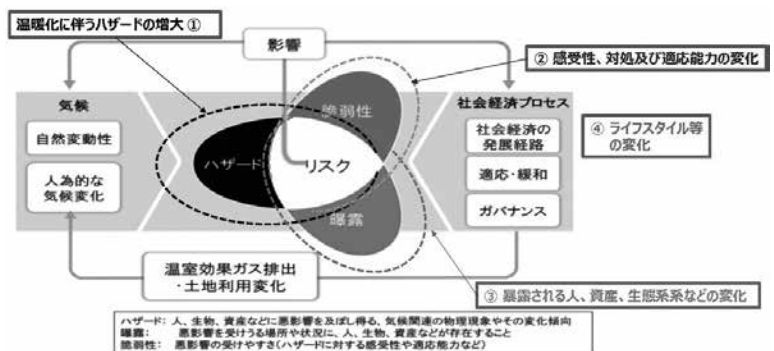 温暖化に伴うハザードの増大 ①
影響
② 感受性、対処及び適応能力の変化
気候
自然変動性
人為的な
気候変化
脆弱性
ハザード
リスク
曝露
社会経済プロセス
社会経済の
発展経路
適応・緩和
ガバナンス
④ ライフスタイル等
の変化
温室効果ガス排出
・土地利用変化
③ 暴露される人、資産、生態系系などの変化
ハザード: 人、生物、資産などに悪影響を及ぼし得る、気候関連の物理現象やその変化傾向
曝露: 悪影響を受けうる場所や状況に、人、生物、資産などが存在すること
脆弱性: 悪影響の受けやすさ(ハザードに対する感受性や適応能力など)